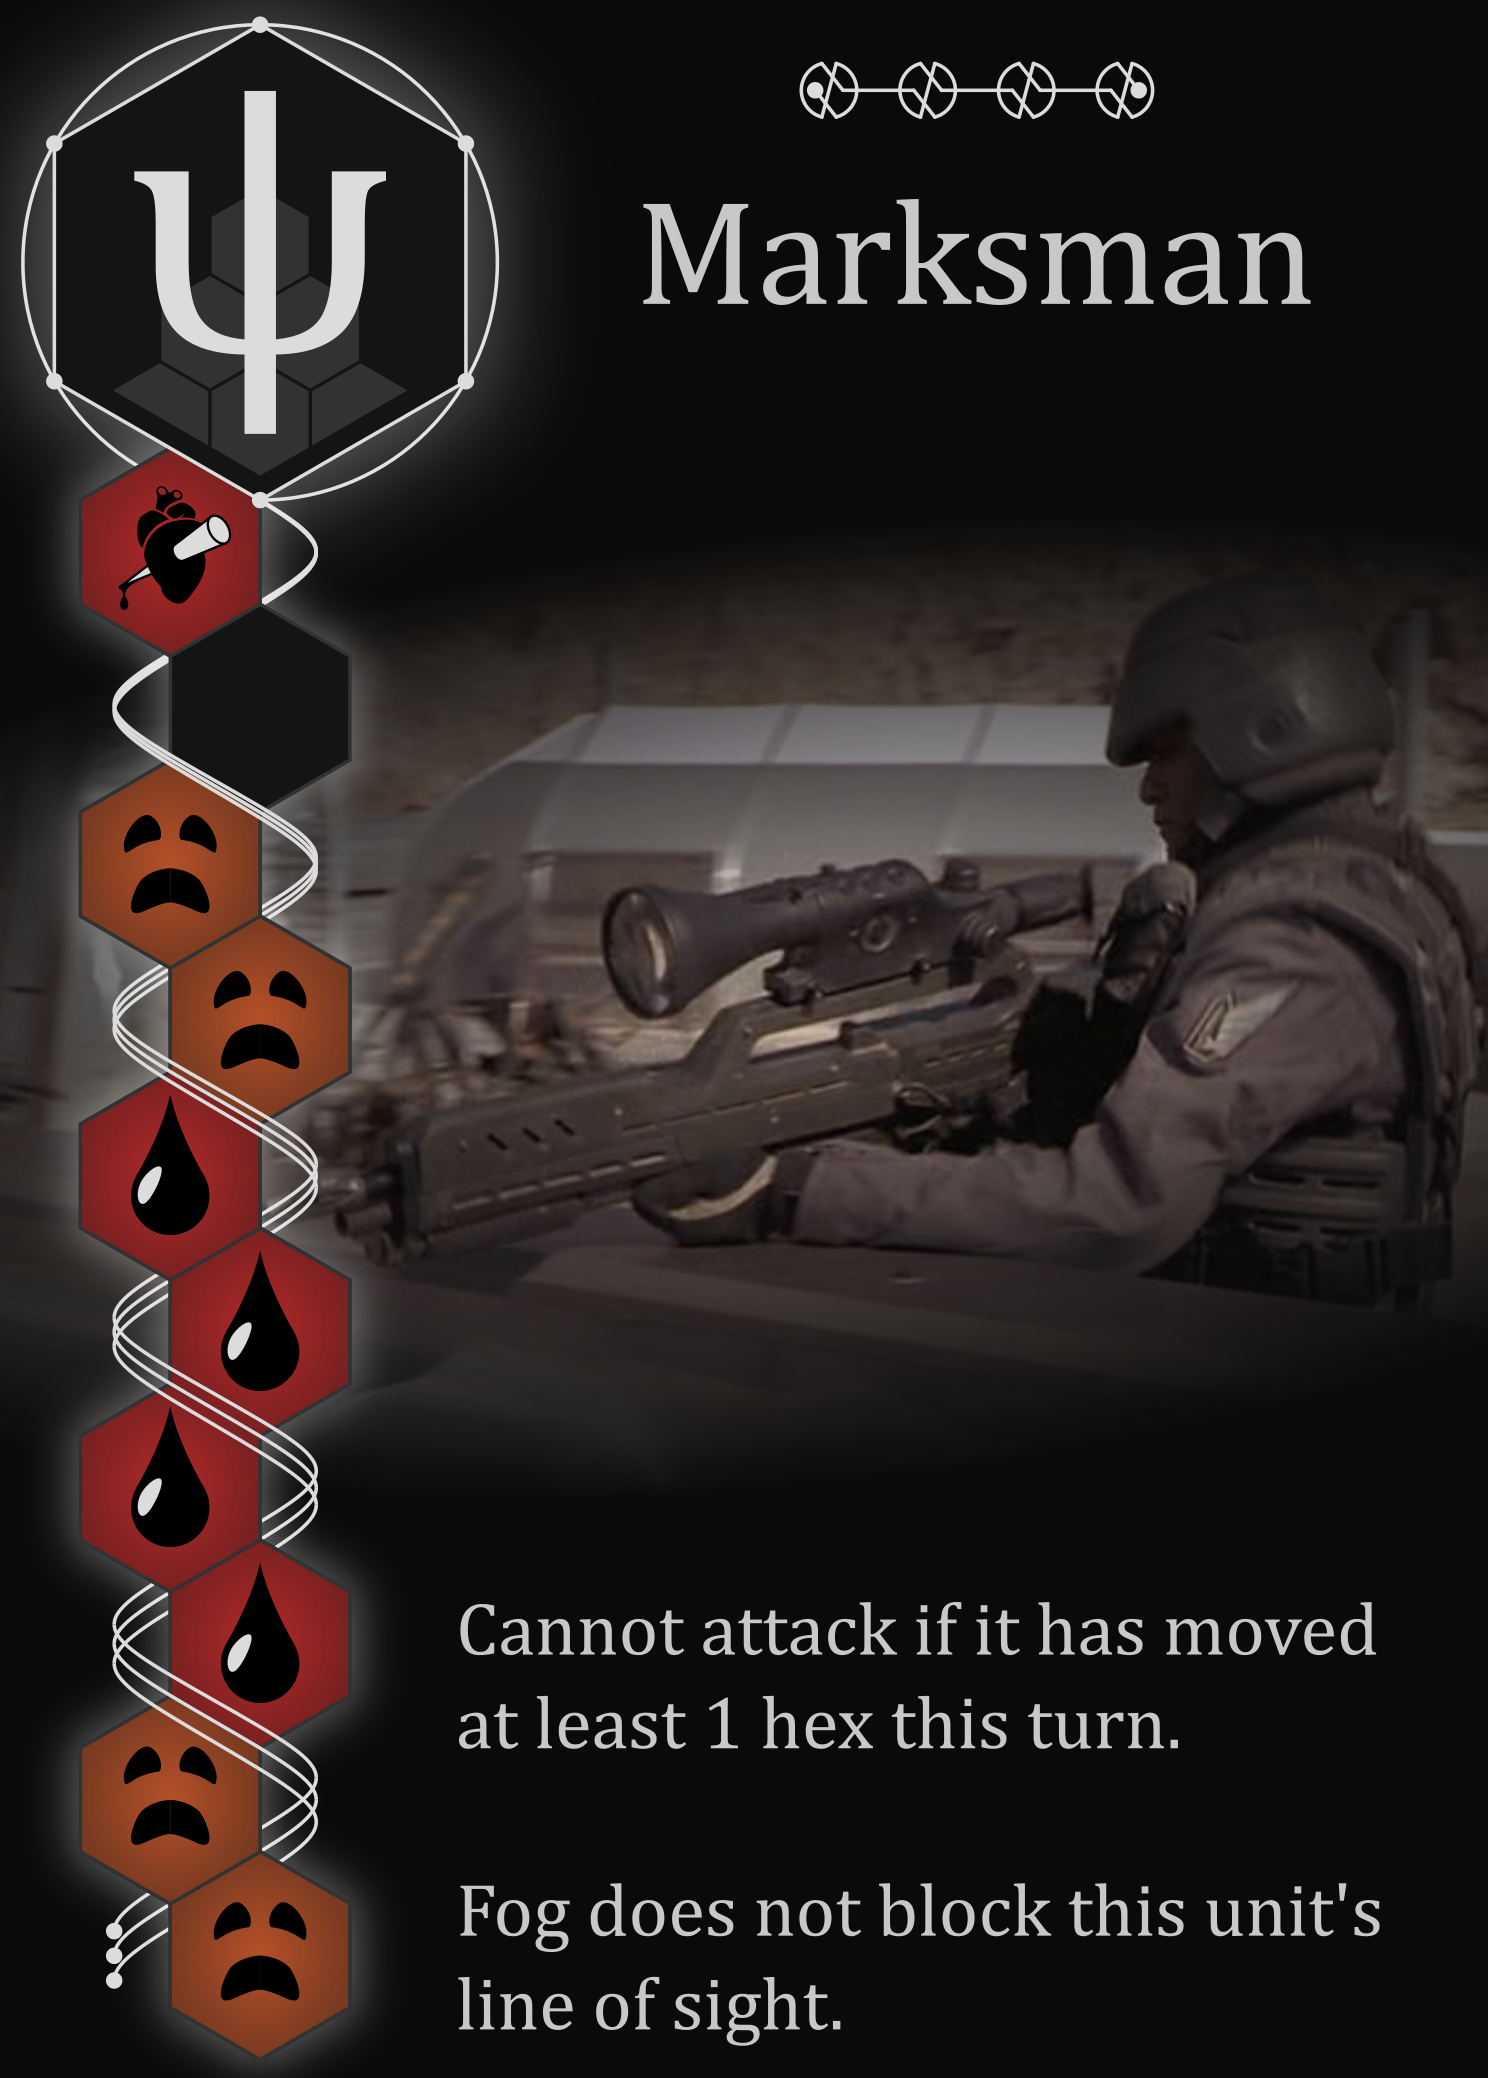 ψ
Marksman
Cannot attack if it has moved
at least 1 hex this turn.
Fog does not block this unit's
line of sight.